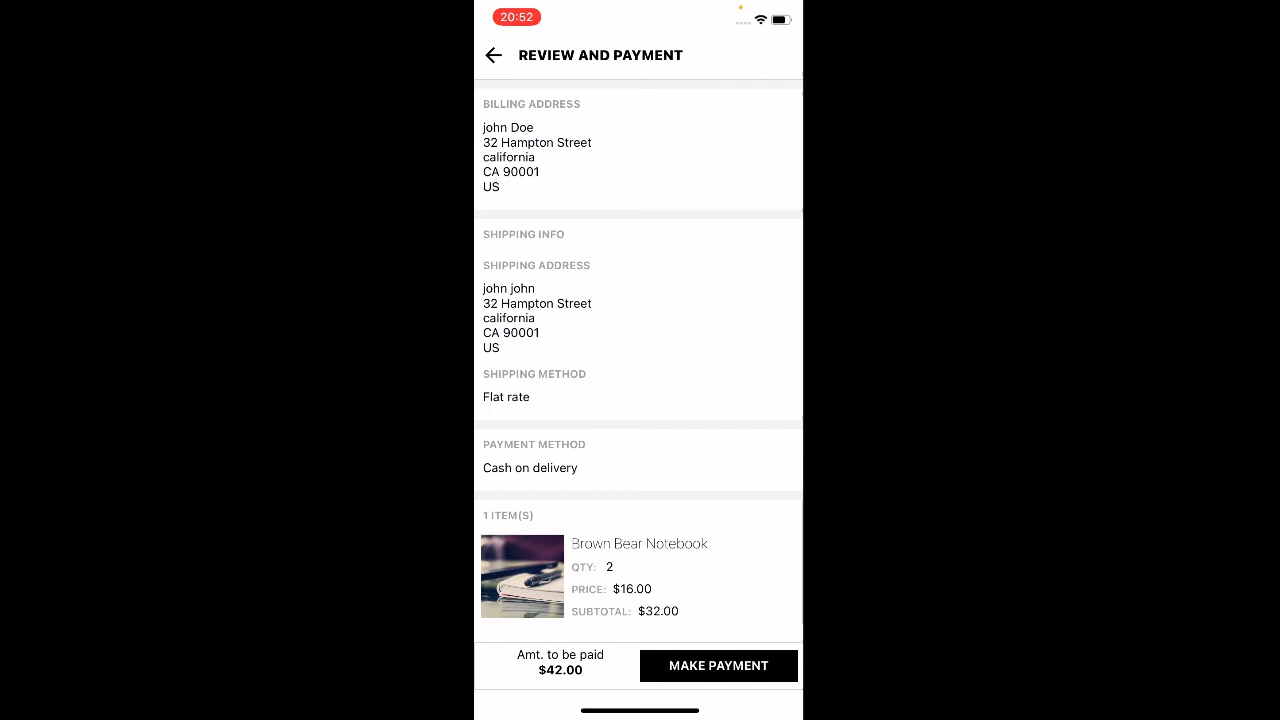 20:52
REVIEW AND PAYMENT
BILLING ADDRESS
john Doe
32 Hampton Street
california
CA 90001
US
SHIPPING INFO
SHIPPING ADDRESS
john john
32 Hampton Street
california
CA 90001
US
SHIPPING METHOD
Flat rate
PAYMENT METHOD
Cash on delivery
1 ITEM(S)
Brown Bear Notebook
QTY: 2
PRICE: $16.00
SUBTOTAL: $32.00
Amt. to be paid
$42.00
MAKE PAYMENT